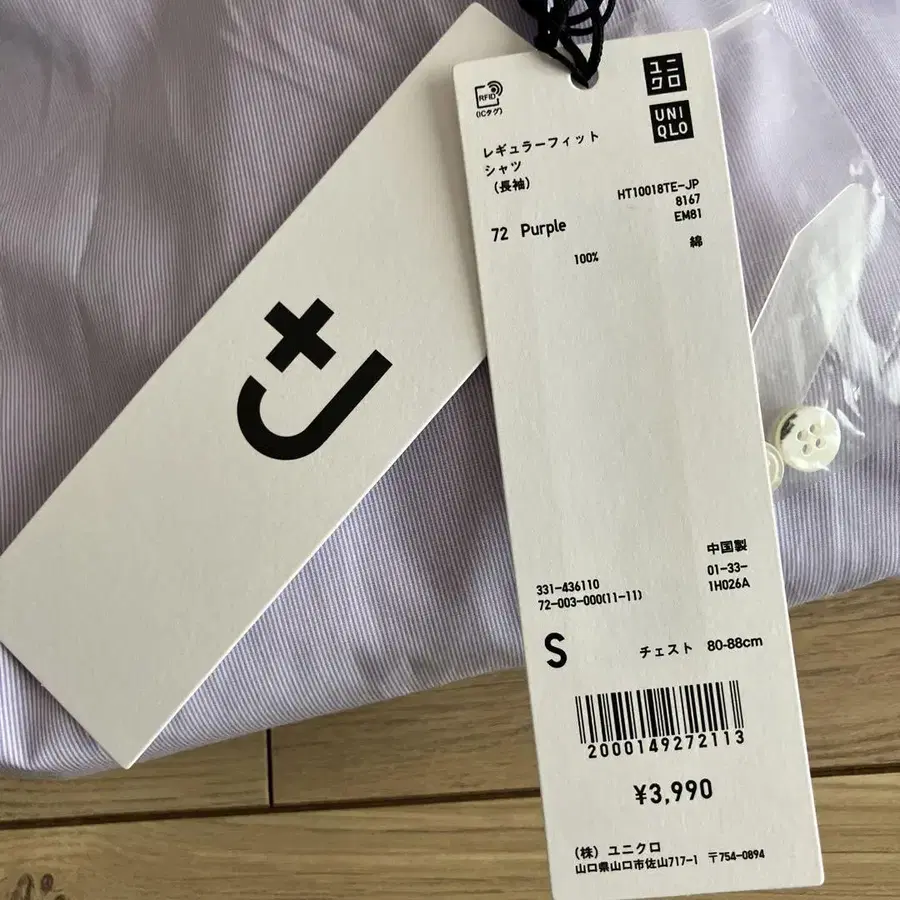 +J
RFID
(ICタグ)
ユニ
クロ
UNI
QLO
レギュラーフィット
シャツ
(長袖)
HT10018TE-JP
8167
EM81
72 Purple
綿
100%
中国製
331-436110
01-33-
72-003-000(11-11)
1H026A
S チェスト 80-88cm
2000149272113
¥3,990
(株) ユニクロ
山口県山口市佐山717-1 〒754-0894